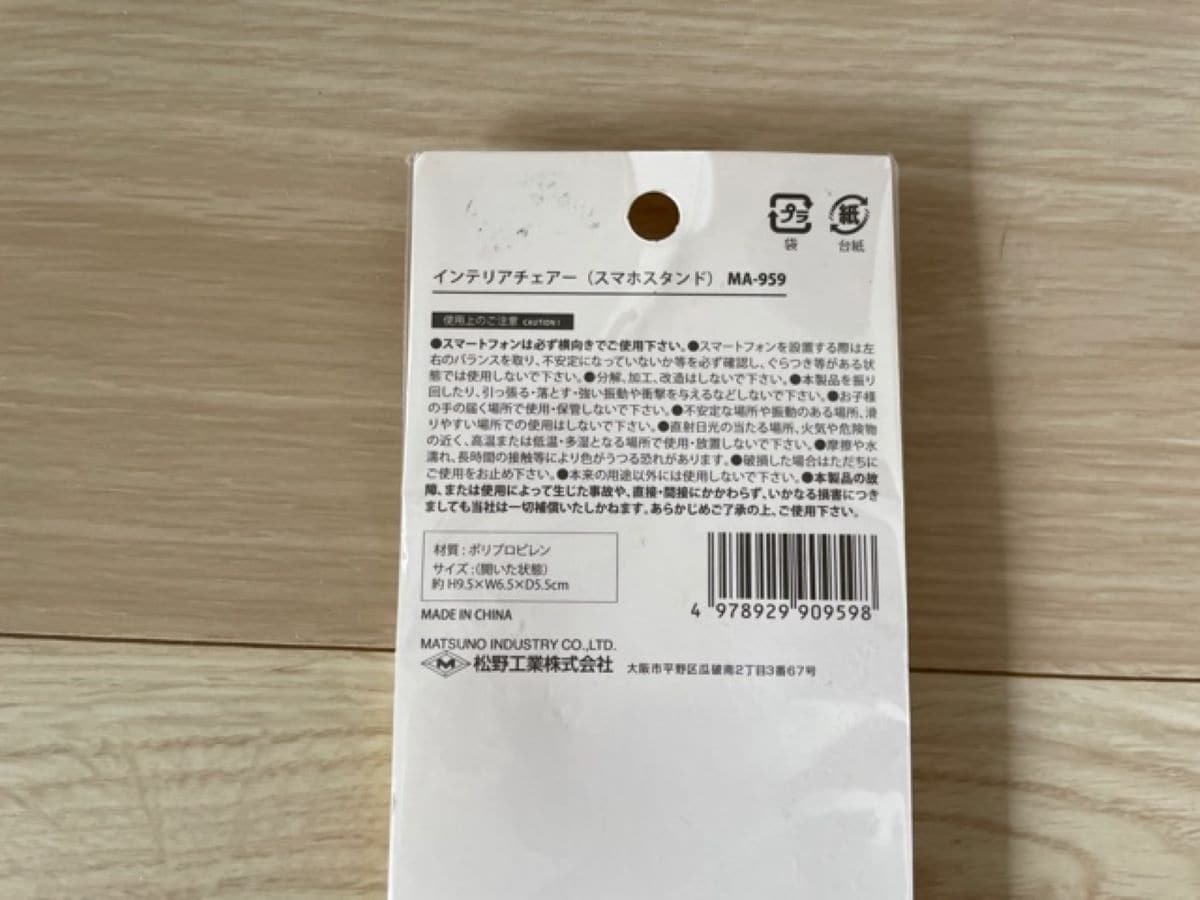 プラ 紙
袋 台紙
インテリアチェアー（スマホスタンド） MA-959
使用上のご注意 CAUTION!
●スマートフォンは必ず横向きでご使用下さい。●スマートフォンを設置する際は左
右のバランスを取り、不安定になっていないか等を必ず確認し、ぐらつき等がある状
態では使用しないで下さい。●分解、加工、改造はしないで下さい。●本製品を振り
回したり、引っ張る・落とす・強い振動や衝撃を与えるなどしないで下さい。●お子様
の手の届く場所で使用・保管しないで下さい。●不安定な場所や振動のある場所、滑
りやすい場所での使用はしないで下さい。●直射日光の当たる場所、火気や危険物
の近く、高温または低温・多湿となる場所で使用・放置しないで下さい。●摩擦や水
濡れ、長時間の接触等により色がうつる恐れがあります。●破損した場合はただちに
ご使用をお止め下さい。●本来の用途以外には使用しないで下さい。●本製品の故
障、または使用によって生じた事故や、直接・間接にかかわらず、いかなる損害につき
ましても当社は一切補償いたしかねます。あらかじめご了承の上、ご使用下さい。
材質：ポリプロピレン
サイズ：（開いた状態）
約 H9.5×W6.5×D5.5cm
4 978929 909598
MADE IN CHINA
MATSUNO INDUSTRY CO.,LTD.
M 松野工業株式会社 大阪市平野区瓜破南2丁目3番67号